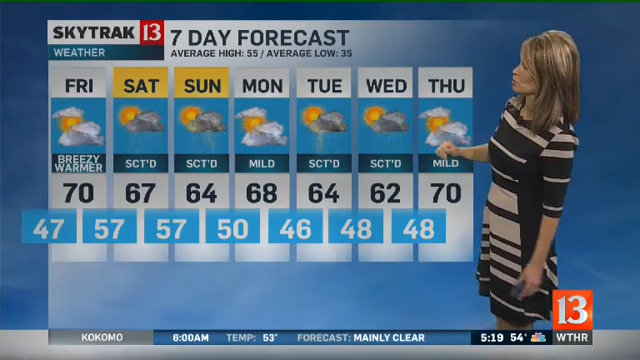 SKYTRAK 13
WEATHER
7 DAY FORECAST
AVERAGE HIGH: 55 / AVERAGE LOW: 35
FRI SAT SUN MON TUE WED THU
BREEZY
WARMER SCT'D SCT'D MILD SCT'D SCT'D MILD
70 67 64 68 64 62 70
47 57 57 50 46 48 48
13
KOKOMO 6:00AM TEMP: 53° FORECAST: MAINLY CLEAR 5:19 54° WTHR